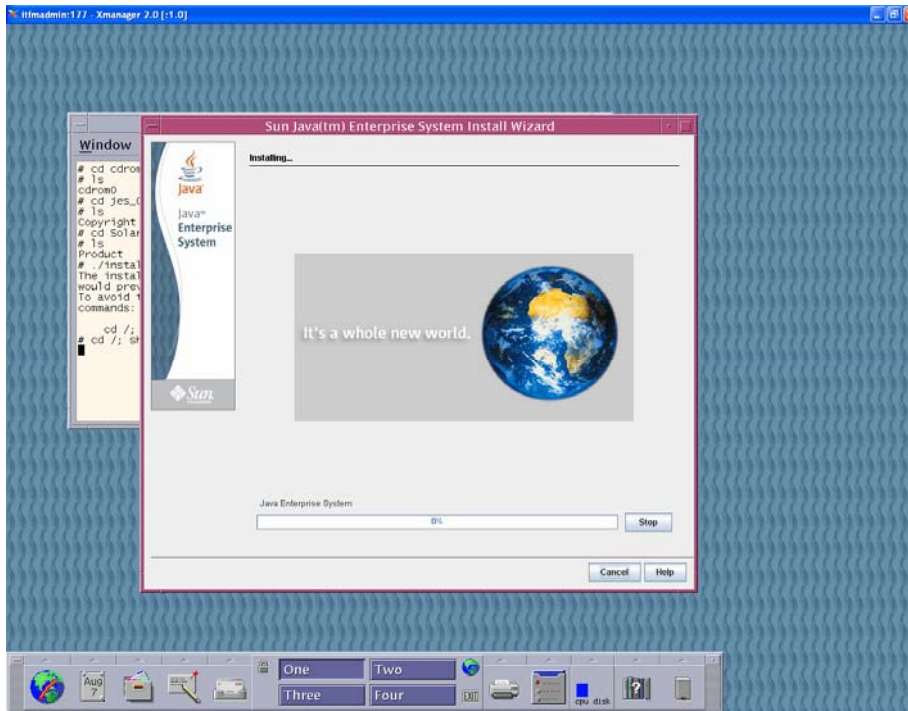 itimadmin:177 - Xmanager 2.0 [:1.0]
Sun Java(tm) Enterprise System Install Wizard
Window
# cd cdrom
# ls
cdrom0
# cd jes_
# ls
Copyright
# cd Solar
# ls
Product
# ./instal
The instal
would prev
To avoid
commands:
cd /;
# cd /; sh
Java
Java™
Enterprise
System
Sun
Installing...
It's a whole new world.
Java Enterprise System
0%
Stop
Cancel
Help
Aug
7
One
Two
Three
Four
EXIT
cpu disk